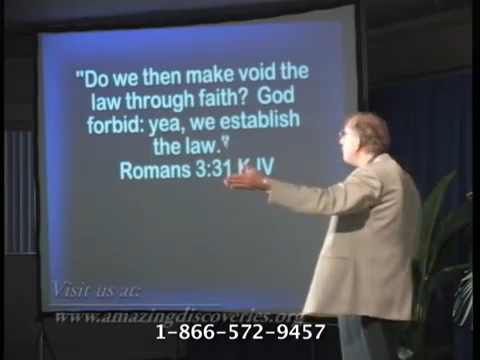 "Do we then make void the
law through faith? God
forbid: yea, we establish
the law."
Romans 3:31 KJV
Visit us at:
www.amazingdiscoveries.org
1-866-572-9457